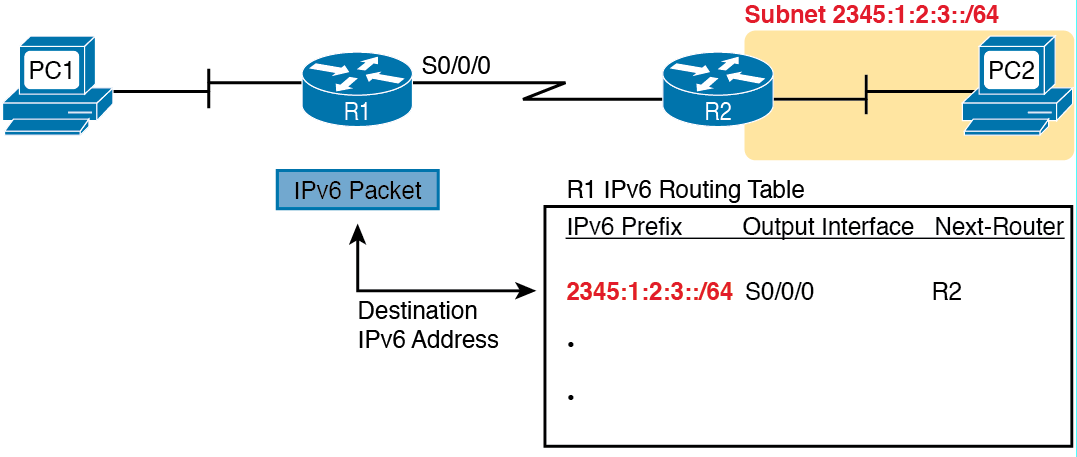 Subnet 2345:1:2:3::/64
PC1
S0/0/0
PC2
R1
R2
IPv6 Packet
R1 IPv6 Routing Table
IPv6 Prefix Output Interface Next-Router
2345:1:2:3::/64 S0/0/0 R2
Destination
IPv6 Address
.
.